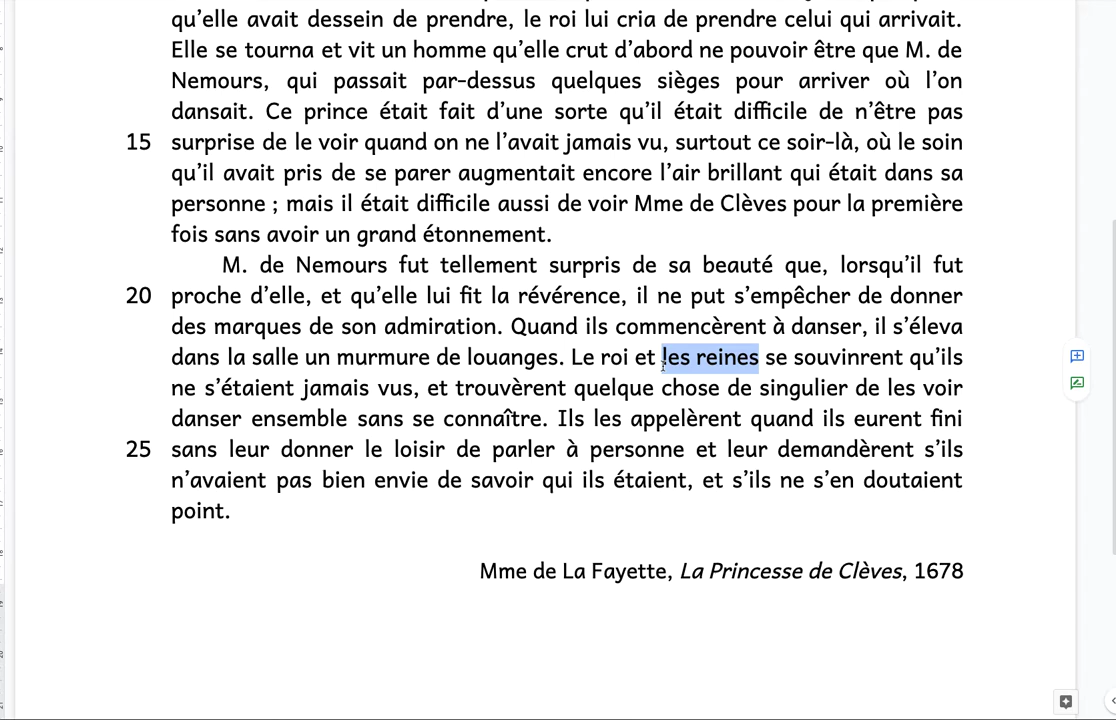 qu’elle avait dessein de prendre, le roi lui cria de prendre celui qui arrivait.
Elle se tourna et vit un homme qu’elle crut d’abord ne pouvoir être que M. de
Nemours, qui passait par-dessus quelques sièges pour arriver où l’on
dansait. Ce prince était fait d’une sorte qu’il était difficile de n’être pas
15 surprise de le voir quand on ne l’avait jamais vu, surtout ce soir-là, où le soin
qu’il avait pris de se parer augmentait encore l’air brillant qui était dans sa
personne ; mais il était difficile aussi de voir Mme de Clèves pour la première
fois sans avoir un grand étonnement.
M. de Nemours fut tellement surpris de sa beauté que, lorsqu’il fut
20 proche d’elle, et qu’elle lui fit la révérence, il ne put s’empêcher de donner
des marques de son admiration. Quand ils commencèrent à danser, il s’éleva
dans la salle un murmure de louanges. Le roi et les reines se souvinrent qu’ils
ne s’étaient jamais vus, et trouvèrent quelque chose de singulier de les voir
danser ensemble sans se connaître. Ils les appelèrent quand ils eurent fini
25 sans leur donner le loisir de parler à personne et leur demandèrent s’ils
n’avaient pas bien envie de savoir qui ils étaient, et s’ils ne s’en doutaient
point.
Mme de La Fayette, La Princesse de Clèves, 1678